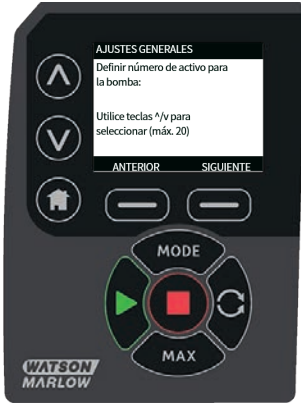 AJUSTES GENERALES
Definir número de activo para
la bomba:
Utilice teclas ^/v para
seleccionar (máx. 20)
ANTERIOR SIGUIENTE
MODE
MAX
WATSON
MARLOW